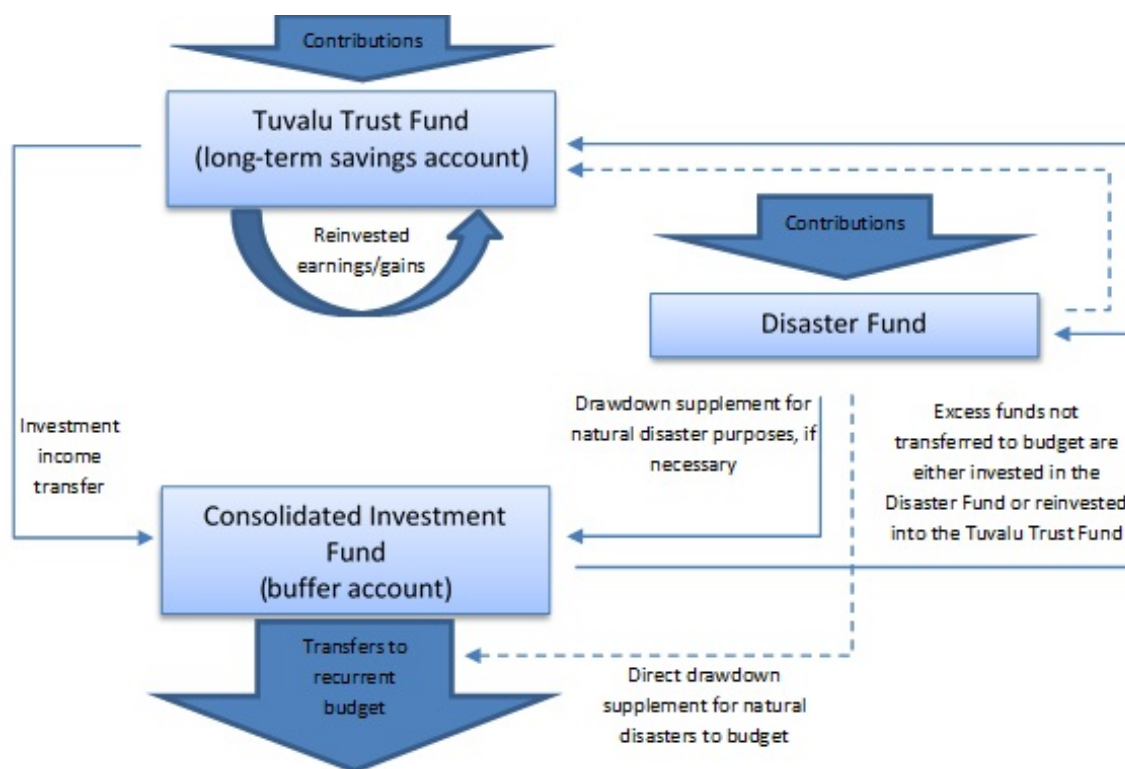 Contributions
Tuvalu Trust Fund
(long-term savings account)
Reinvested
earnings/gains
Contributions
Disaster Fund
Investment
income
transfer
Drawdown supplement for
natural disaster purposes, if
necessary
Excess funds not
transferred to budget are
either invested in the
Disaster Fund or reinvested
into the Tuvalu Trust Fund
Consolidated Investment
Fund
(buffer account)
Transfers to
recurrent
budget
Direct drawdown
supplement for natural
disasters to budget